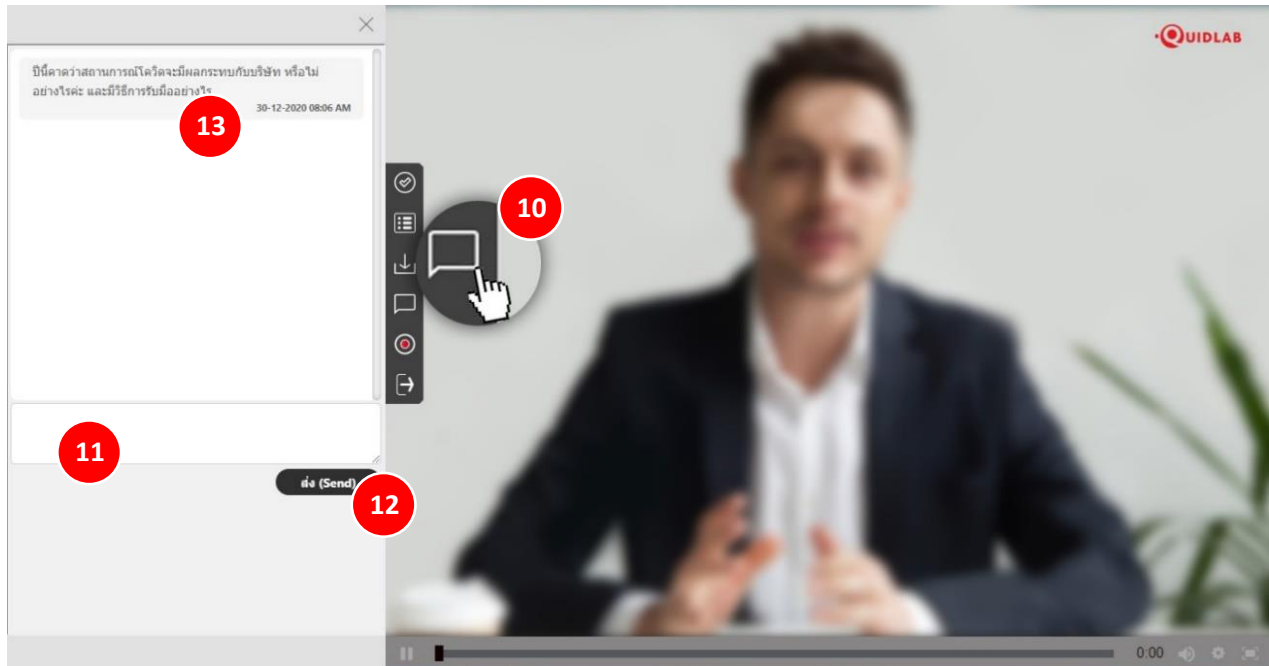 QUIDLAB
ปีนี้คาดว่าสถานการณ์โควิดจะมีผลกระทบกับบริษัท หรือไม่
อย่างไรค่ะ และมีวิธีการรับมืออย่างไร
30-12-2020 08:06 AM
13
10
11
ส่ง (Send)
12
0:00